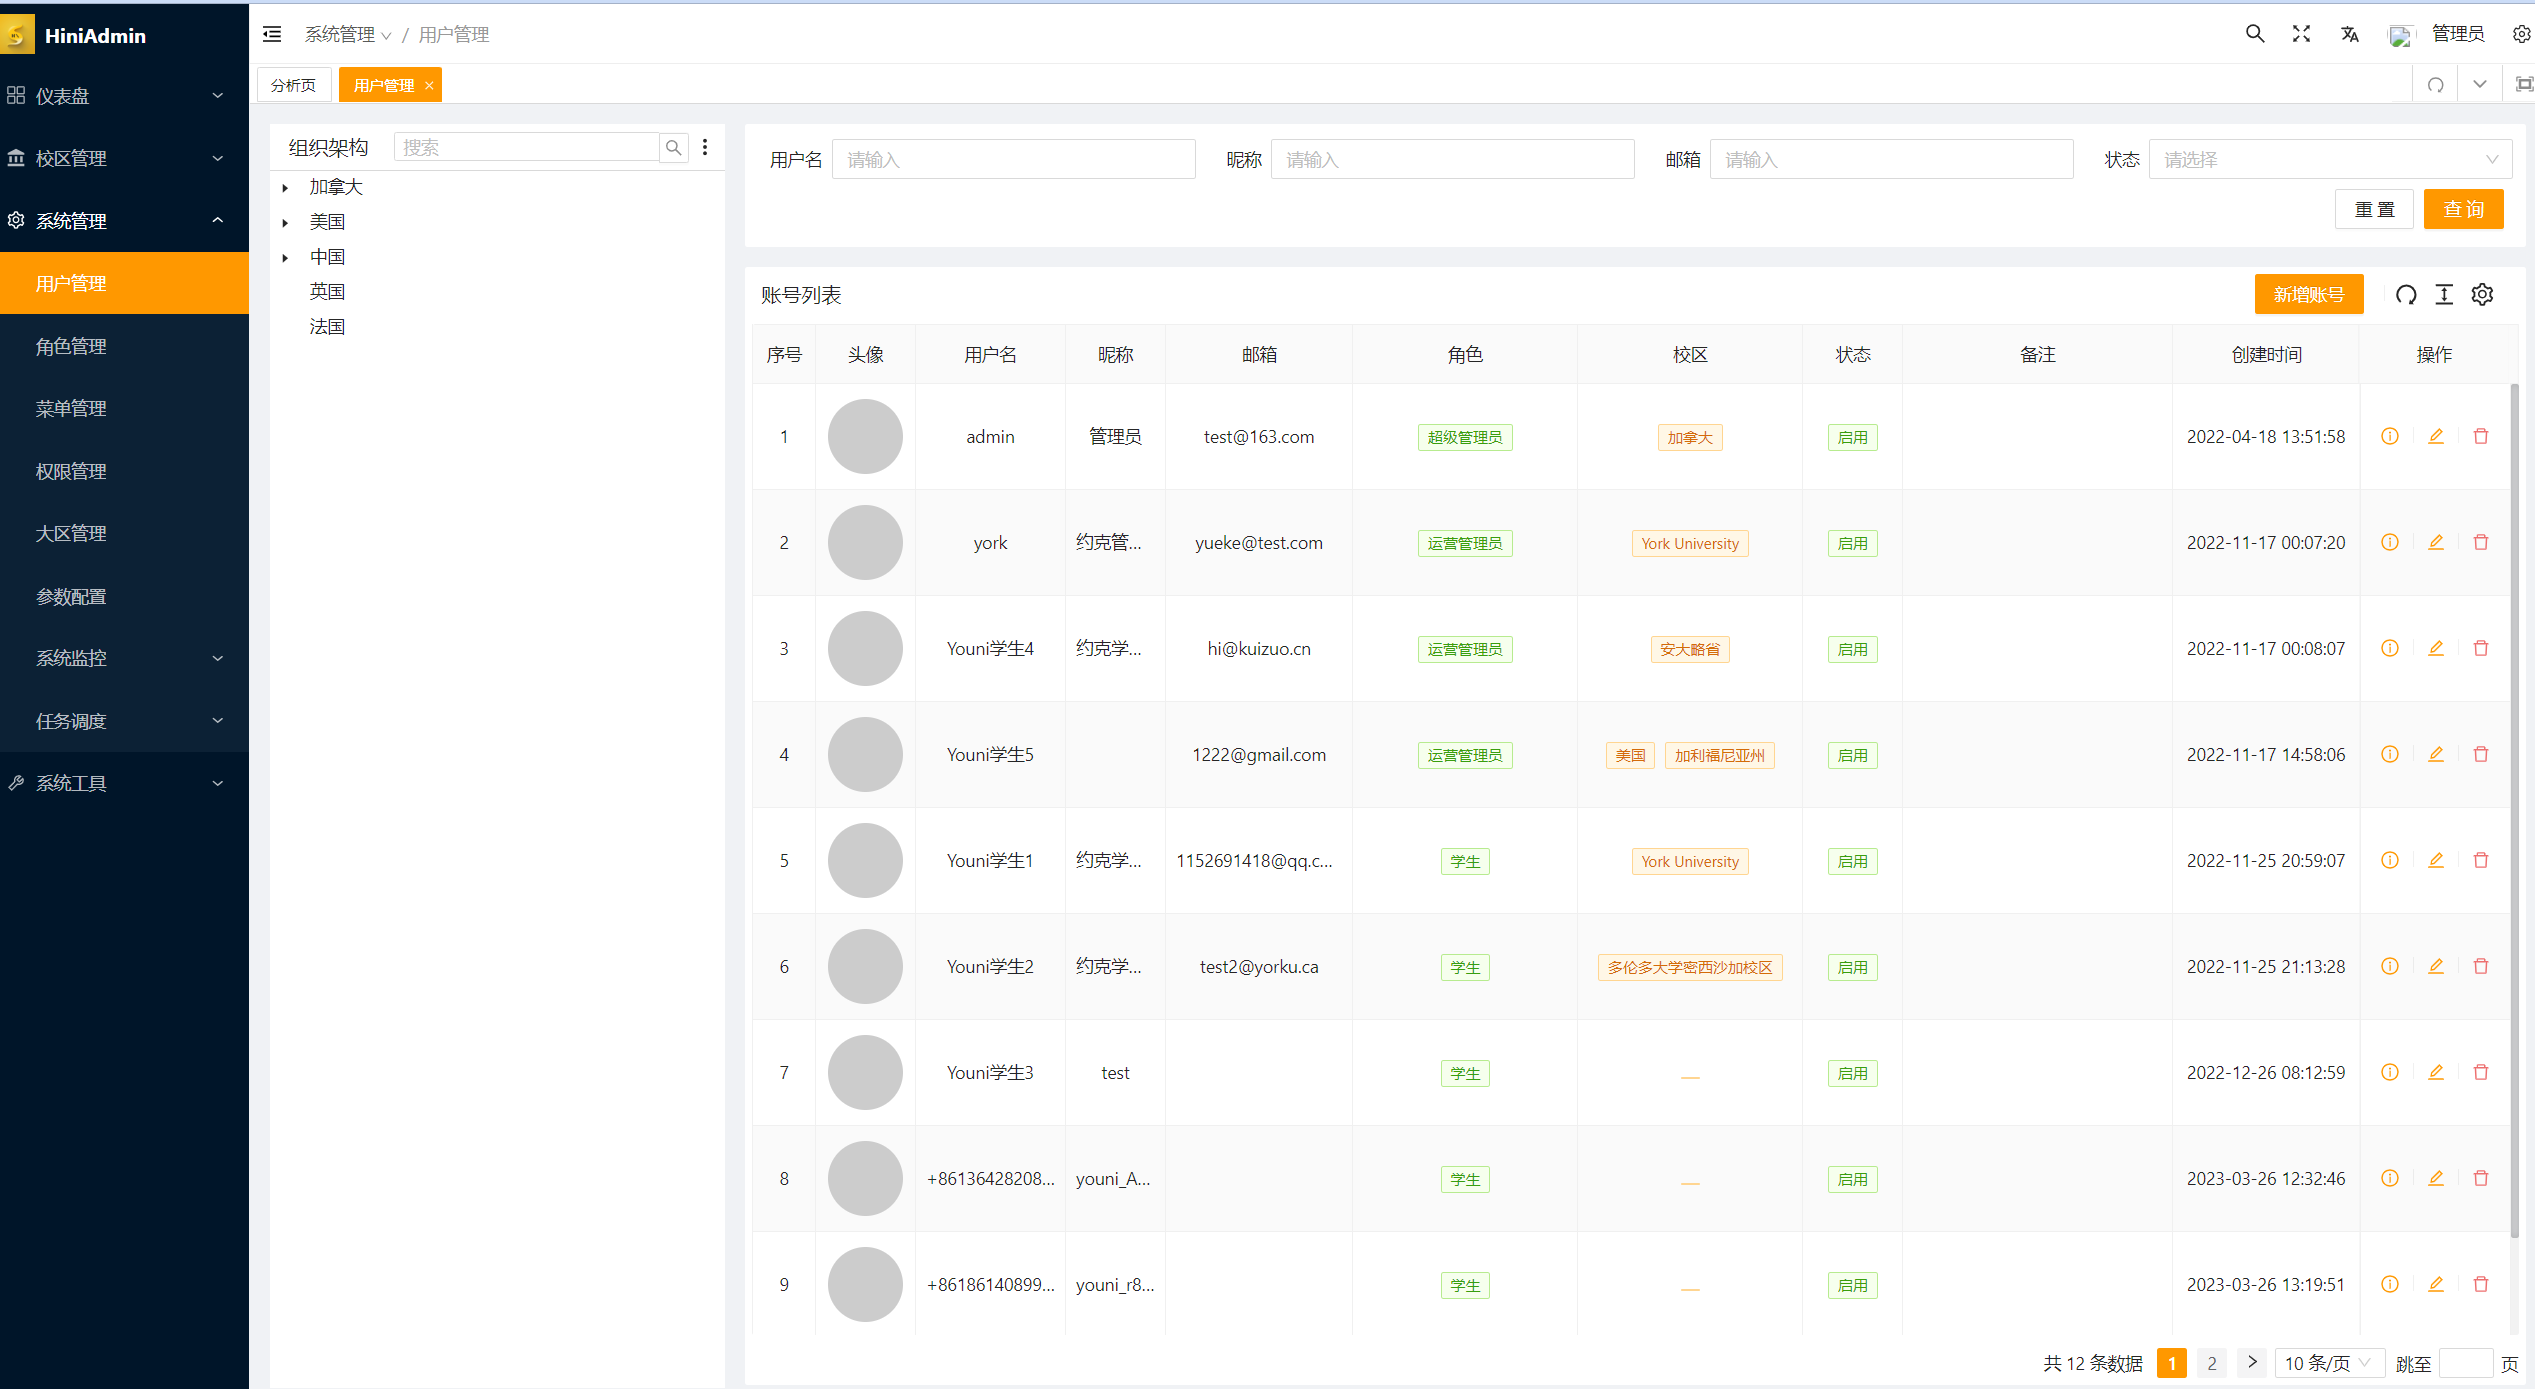 HiniAdmin
仪表盘
校区管理
系统管理
用户管理
角色管理
菜单管理
权限管理
大区管理
参数配置
系统监控
任务调度
系统工具
系统管理 / 用户管理
管理员
分析页 用户管理
组织架构 搜索
加拿大
美国
中国
英国
法国
用户名 请输入 昵称 请输入 邮箱 请输入 状态 请选择
重置 查询
账号列表 新增账号
序号 头像 用户名 昵称 邮箱 角色 校区 状态 备注 创建时间 操作
1 admin 管理员 test@163.com 超级管理员 加拿大 启用 2022-04-18 13:51:58
2 york 约克管... yueke@test.com 运营管理员 York University 启用 2022-11-17 00:07:20
3 Youni学生4 约克学... hi@kuizuo.cn 运营管理员 安大略省 启用 2022-11-17 00:08:07
4 Youni学生5 1222@gmail.com 运营管理员 美国 加利福尼亚州 启用 2022-11-17 14:58:06
5 Youni学生1 约克学... 1152691418@qq.c... 学生 York University 启用 2022-11-25 20:59:07
6 Youni学生2 约克学... test2@yorku.ca 学生 多伦多大学密西沙加校区 启用 2022-11-25 21:13:28
7 Youni学生3 test 学生 — 启用 2022-12-26 08:12:59
8 +86136428208... youni_A... 学生 — 启用 2023-03-26 12:32:46
9 +86186140899... youni_r8... 学生 — 启用 2023-03-26 13:19:51
共 12 条数据 1 2 > 10 条/页 跳至 页